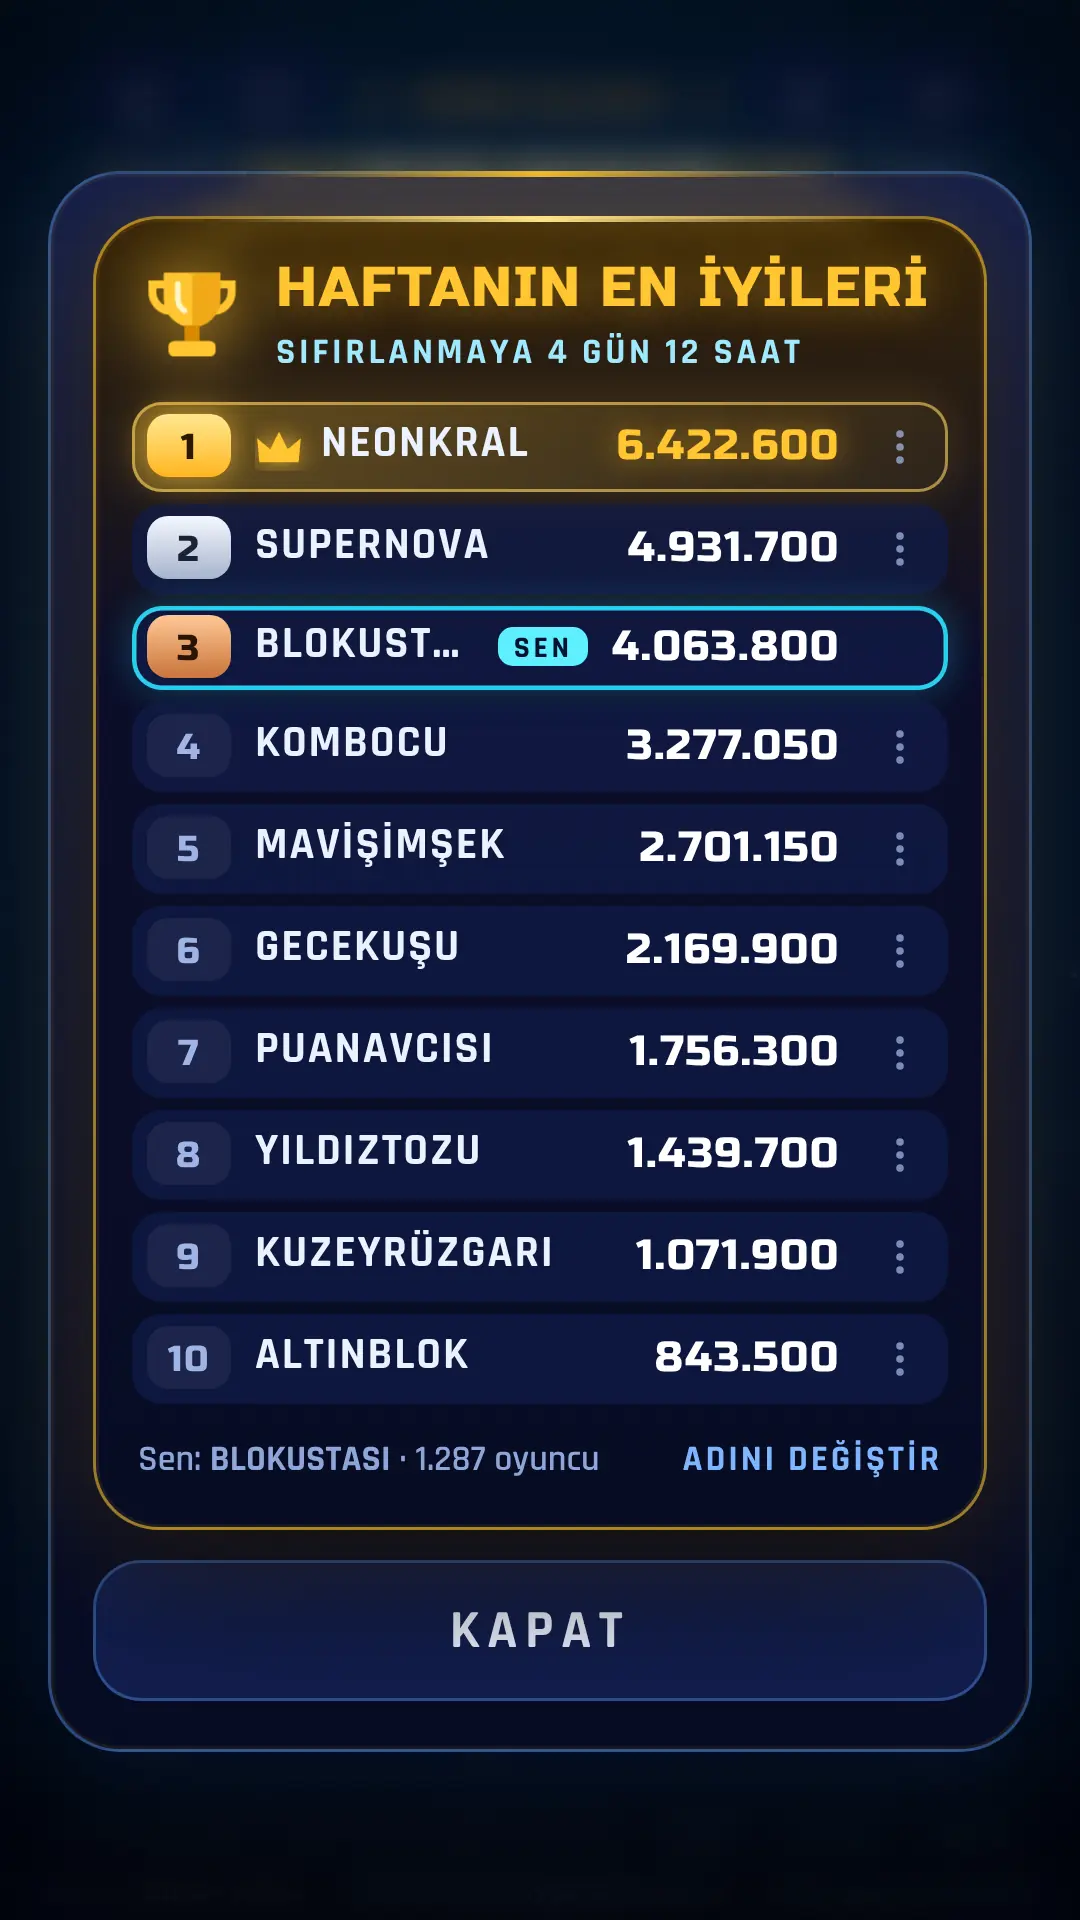 HAFTANIN EN İYİLERİ
SIFIRLANMAYA 4 GÜN 12 SAAT
1 NEONKRAL 6.422.600
2 SUPERNOVA 4.931.700
3 BLOKUST... SEN 4.063.800
4 KOMBOCU 3.277.050
5 MAVİŞİMŞEK 2.701.150
6 GECEKUŞU 2.169.900
7 PUANAVCISI 1.756.300
8 YILDIZTOZU 1.439.700
9 KUZEYRÜZGARI 1.071.900
10 ALTINBLOK 843.500
Sen: BLOKUSTASI · 1.287 oyuncu ADINI DEĞİŞTİR
KAPAT